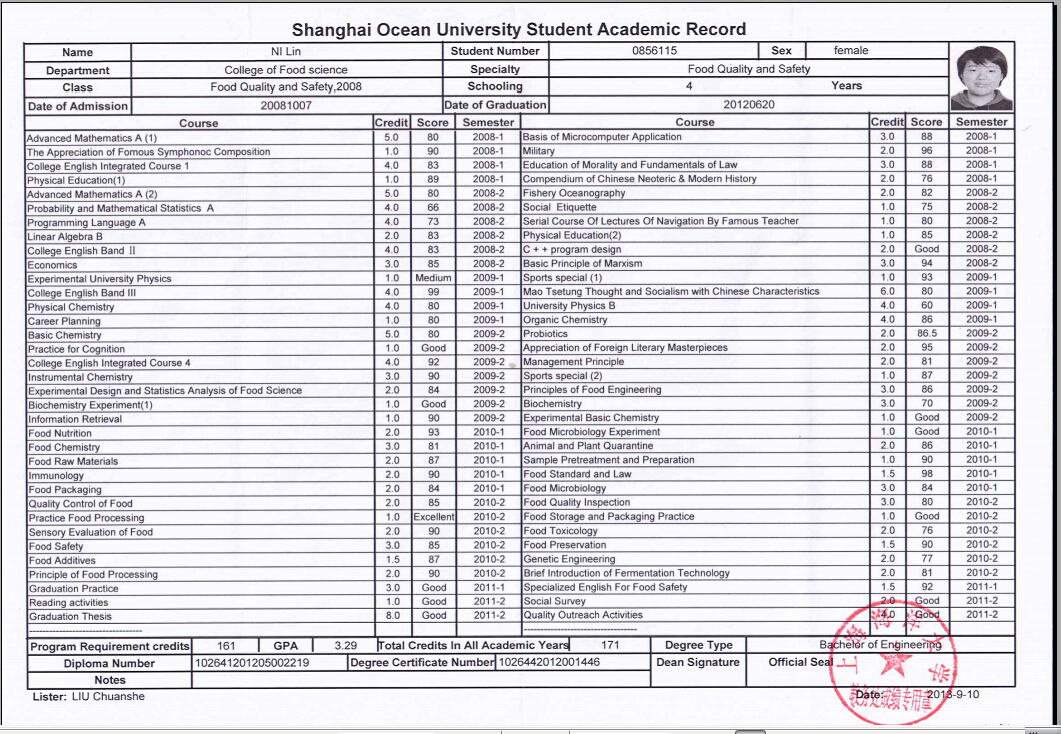 Shanghai Ocean University Student Academic Record
Name NI Lin Student Number 0856115 Sex female
Department College of Food science Specialty Food Quality and Safety
Class Food Quality and Safety,2008 Schooling 4 Years
Date of Admission 20081007 Date of Graduation 20120620
Course Credit Score Semester Course Credit Score Semester
Advanced Mathematics A (1) 5.0 80 2008-1 Basis of Microcomputer Application 3.0 88 2008-1
The Appreciation of Fomous Symphonoc Composition 1.0 90 2008-1 Military 2.0 96 2008-1
College English Integrated Course 1 4.0 83 2008-1 Education of Morality and Fundamentals of Law 3.0 88 2008-1
Physical Education(1) 1.0 89 2008-1 Compendium of Chinese Neoteric & Modern History 2.0 76 2008-1
Advanced Mathematics A (2) 5.0 80 2008-2 Fishery Oceanography 2.0 82 2008-2
Probability and Mathematical Statistics A 4.0 66 2008-2 Social Etiquette 1.0 75 2008-2
Programming Language A 4.0 73 2008-2 Serial Course Of Lectures Of Navigation By Famous Teacher 1.0 80 2008-2
Linear Algebra B 2.0 83 2008-2 Physical Education(2) 1.0 85 2008-2
College English Band II 4.0 83 2008-2 C + + program design 2.0 Good 2008-2
Economics 3.0 85 2008-2 Basic Principle of Marxism 3.0 94 2008-2
Experimental University Physics 1.0 Medium 2009-1 Sports special (1) 1.0 93 2009-1
College English Band III 4.0 99 2009-1 Mao Tsetung Thought and Socialism with Chinese Characteristics 6.0 80 2009-1
Physical Chemistry 4.0 80 2009-1 University Physics B 4.0 60 2009-1
Career Planning 1.0 80 2009-1 Organic Chemistry 4.0 86 2009-1
Basic Chemistry 5.0 80 2009-2 Probiotics 2.0 86.5 2009-2
Practice for Cognition 1.0 Good 2009-2 Appreciation of Foreign Literary Masterpieces 2.0 95 2009-2
College English Integrated Course 4 4.0 92 2009-2 Management Principle 2.0 81 2009-2
Instrumental Chemistry 3.0 90 2009-2 Sports special (2) 1.0 87 2009-2
Experimental Design and Statistics Analysis of Food Science 2.0 84 2009-2 Principles of Food Engineering 3.0 86 2009-2
Biochemistry Experiment(1) 1.0 Good 2009-2 Biochemistry 3.0 70 2009-2
Information Retrieval 1.0 90 2009-2 Experimental Basic Chemistry 1.0 Good 2009-2
Food Nutrition 2.0 93 2010-1 Food Microbiology Experiment 1.0 Good 2010-1
Food Chemistry 3.0 81 2010-1 Animal and Plant Quarantine 2.0 86 2010-1
Food Raw Materials 2.0 87 2010-1 Sample Pretreatment and Preparation 1.0 90 2010-1
Immunology 2.0 90 2010-1 Food Standard and Law 1.5 98 2010-1
Food Packaging 2.0 84 2010-1 Food Microbiology 3.0 84 2010-1
Quality Control of Food 2.0 85 2010-2 Food Quality Inspection 3.0 80 2010-2
Practice Food Processing 1.0 Excellent 2010-2 Food Storage and Packaging Practice 1.0 Good 2010-2
Sensory Evaluation of Food 2.0 90 2010-2 Food Toxicology 2.0 76 2010-2
Food Safety 3.0 85 2010-2 Food Preservation 1.5 90 2010-2
Food Additives 1.5 87 2010-2 Genetic Engineering 2.0 77 2010-2
Principle of Food Processing 2.0 90 2010-2 Brief Introduction of Fermentation Technology 2.0 81 2010-2
Graduation Practice 3.0 Good 2011-1 Specialized English For Food Safety 1.5 92 2011-1
Reading activities 1.0 Good 2011-2 Social Survey 2.0 Good 2011-2
Graduation Thesis 8.0 Good 2011-2 Quality Outreach Activities 4.0 Good 2011-2
Program Requirement credits 161 GPA 3.29 Total Credits In All Academic Years 171 Degree Type Bachelor of Engineering
Diploma Number 102641201205002219 Degree Certificate Number 1026442012001446 Dean Signature Official Seal
Notes
Lister: LIU Chuanshe Date: 2013-9-10
上海海洋大学
教务处成绩专用章